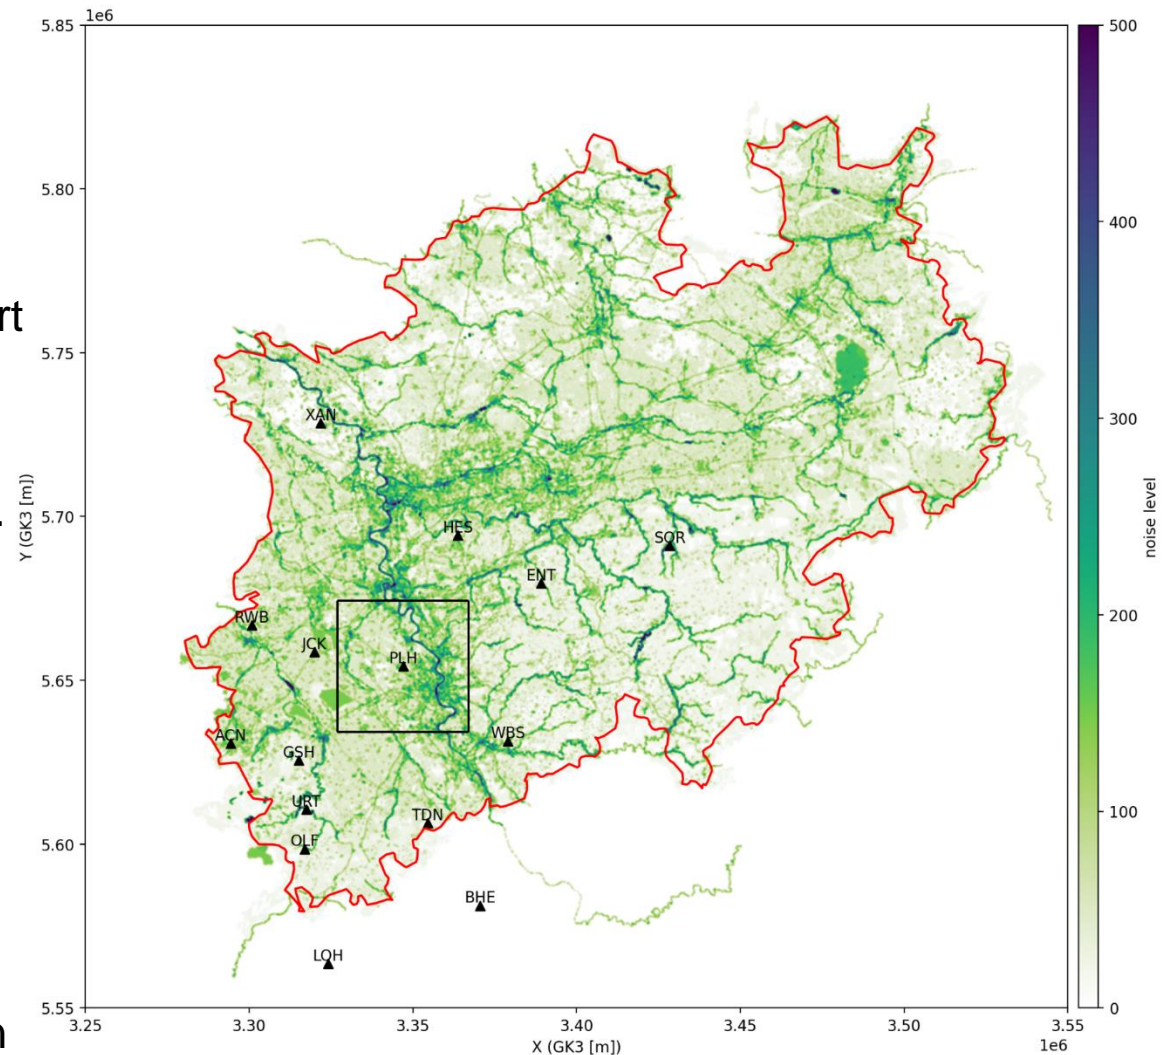 1e6
5.85
500
5.80
400
rt
5.75
XAN
300
5.70
HES
SOR
Y (GK3 [m])
noise level
ENT
RWB
200
JCK
PLH
5.65
ACN
WBS
GSH
URT
TDN
100
OLF
5.60
BHE
LOH
n
5.55
0
3.25
3.30
3.35
3.40
3.45
3.50
3.55
X (GK3 [m])
1e6